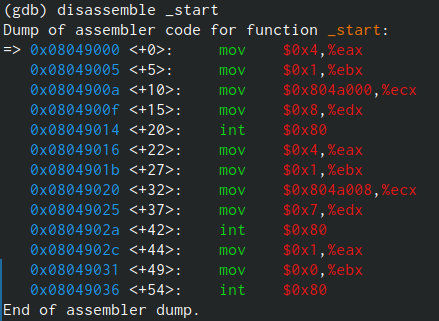 (gdb) disassemble _start
Dump of assembler code for function _start:
=> 0x08049000 <+0>:     mov    $0x4,%eax
   0x08049005 <+5>:     mov    $0x1,%ebx
   0x0804900a <+10>:    mov    $0x804a000,%ecx
   0x0804900f <+15>:    mov    $0x8,%edx
   0x08049014 <+20>:    int    $0x80
   0x08049016 <+22>:    mov    $0x4,%eax
   0x0804901b <+27>:    mov    $0x1,%ebx
   0x08049020 <+32>:    mov    $0x804a008,%ecx
   0x08049025 <+37>:    mov    $0x7,%edx
   0x0804902a <+42>:    int    $0x80
   0x0804902c <+44>:    mov    $0x1,%eax
   0x08049031 <+49>:    mov    $0x0,%ebx
   0x08049036 <+54>:    int    $0x80
End of assembler dump.